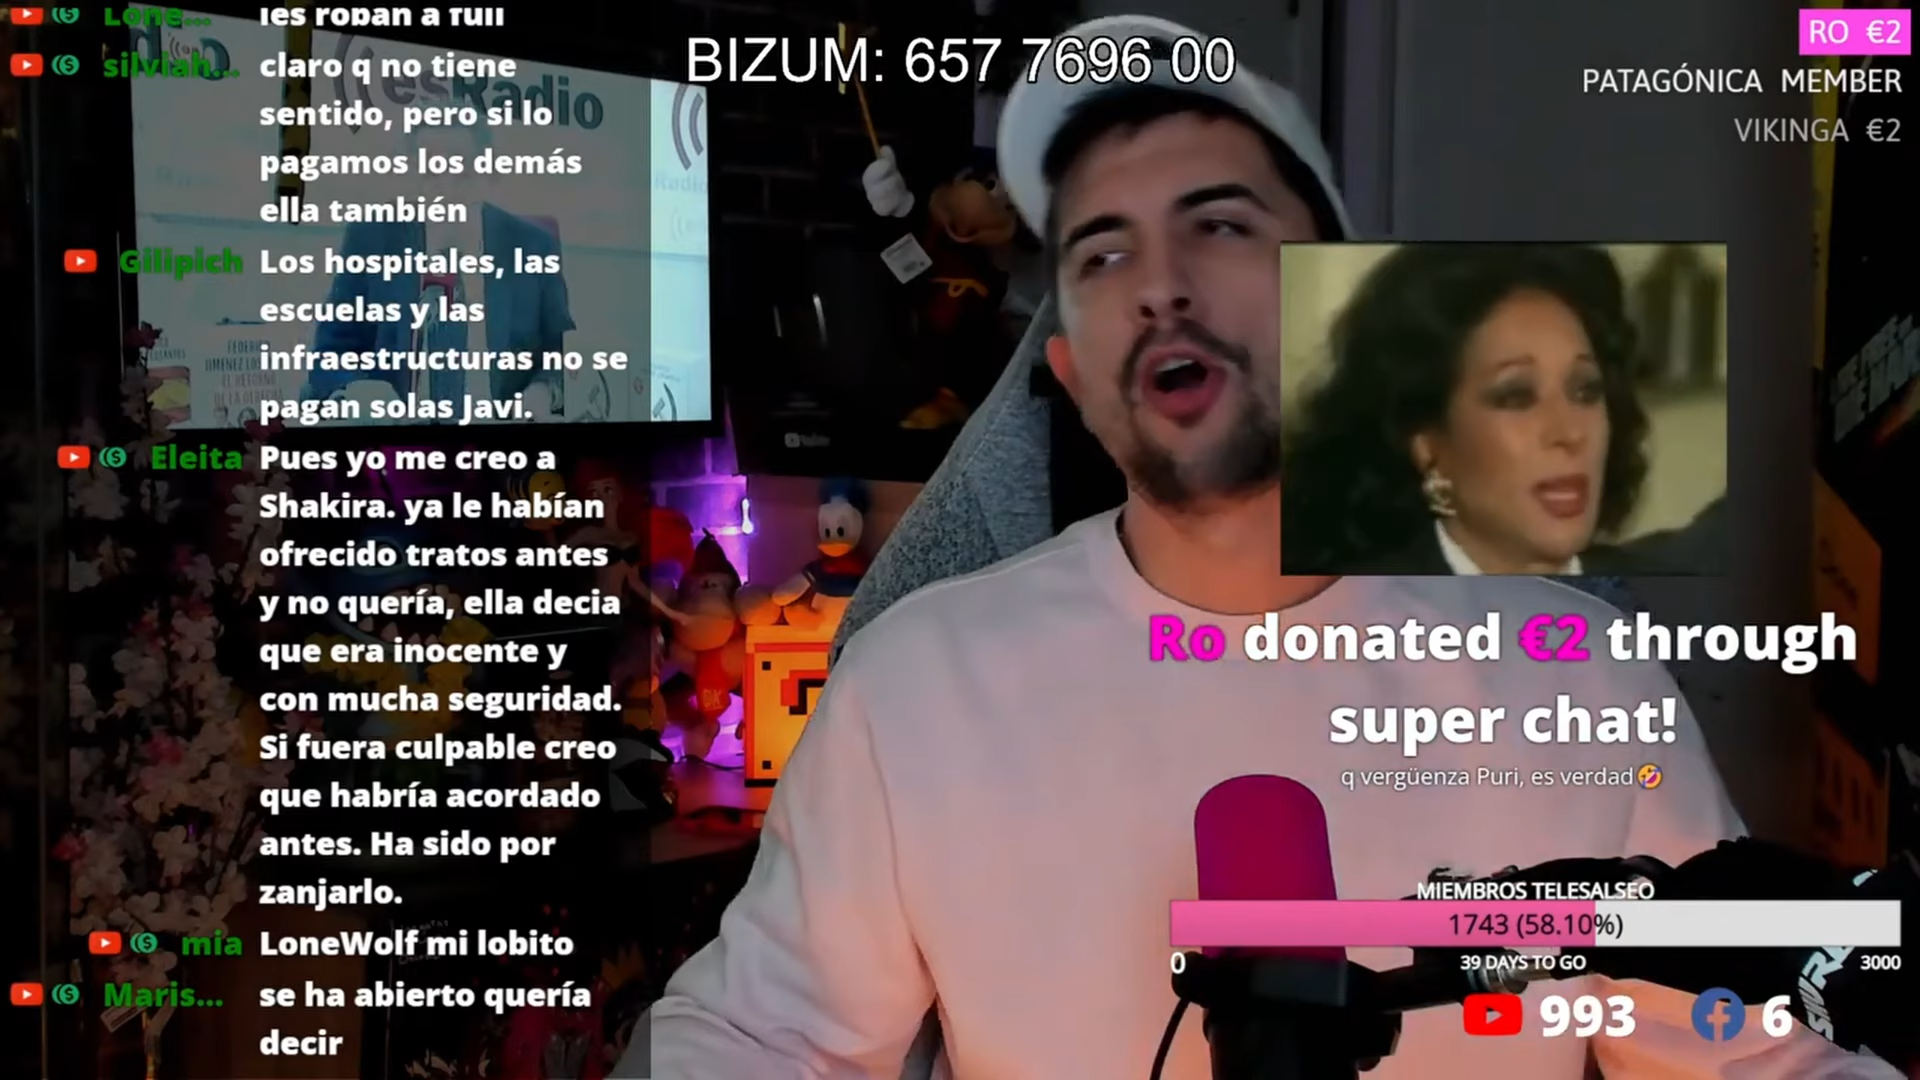 Lone...
les roban a full
silviah...
claro q no tiene
sentido, pero si lo
pagamos los demás
ella también
Gilipich
Los hospitales, las
escuelas y las
infraestructuras no se
pagan solas Javi.
Eleita
Pues yo me creo a
Shakira. ya le habían
ofrecido tratos antes
y no quería, ella decia
que era inocente y
con mucha seguridad.
Si fuera culpable creo
que habría acordado
antes. Ha sido por
zanjarlo.
mia
LoneWolf mi lobito
Maris...
se ha abierto quería
decir
esRadio
BIZUM: 657 7696 00
RO €2
PATAGÓNICA MEMBER
VIKINGA €2
Ro donated €2 through
super chat!
q vergüenza Puri, es verdad🤣
MIEMBROS TELESALSEO
1743 (58.10%)
0
39 DAYS TO GO
3000
993
6